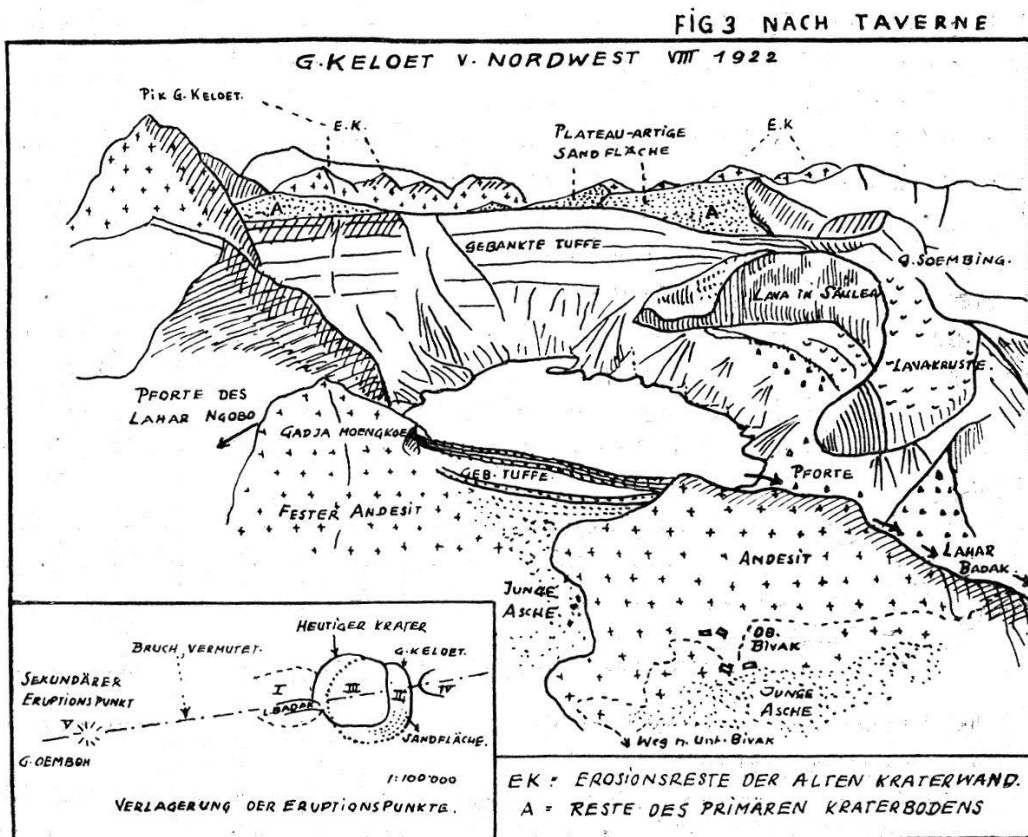 FIG 3 NACH TAVERNE
G. KELOET V. NORDWEST VIII 1922
PIK G. KELOET.
E.K.
PLATEAU-ARTIGE
SANDFLÄCHE
E.K
A
A
GEBANKTE TUFFE
G. SOEMBING.
LAVA IN SÄULEN
LAVAKRUSTE.
PFORTE DES
LAHAR NGOBO
GADJA MOENGKOER
GEB. TUFFE
PFORTE
FESTER ANDESIT
ANDESIT
LAHAR
BADAK.
JUNGE
ASCHE
OB.
BIVAK
JUNGE
ASCHE
WEG N. UNT. BIVAK
HEUTIGER KRATER
BRUCH VERMUTET.
G. KELOET.
SEKUNDÄRER
ERUPTIONSPUNKT
I
III
II
IV
L. BADAK
V
SANDFLÄCHE.
G. OEMBOH
1:100'000
VERLAGERUNG DER ERUPTIONSPUNKTE.
EK = EROSIONSRESTE DER ALTEN KRATERWAND.
A = RESTE DES PRIMÄREN KRATERBODENS